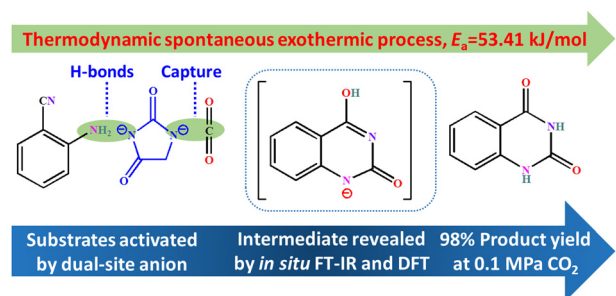 Thermodynamic spontaneous exothermic process, Eₐ=53.41 kJ/mol
H-bonds Capture
CN
NH₂
O
N
N
O
O
C
O
OH
N
N
O
O
NH
N
H
O
Substrates activated
by dual-site anion
Intermediate revealed
by in situ FT-IR and DFT
98% Product yield
at 0.1 MPa CO₂